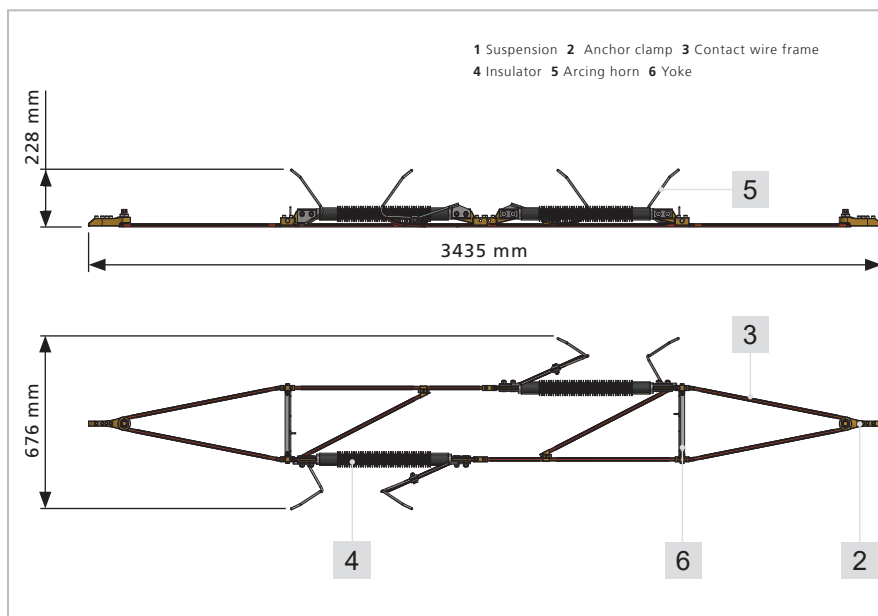 1 Suspension 2 Anchor clamp 3 Contact wire frame
4 Insulator 5 Arcing horn 6 Yoke
228 mm
5
3435 mm
3
676 mm
4
6
2